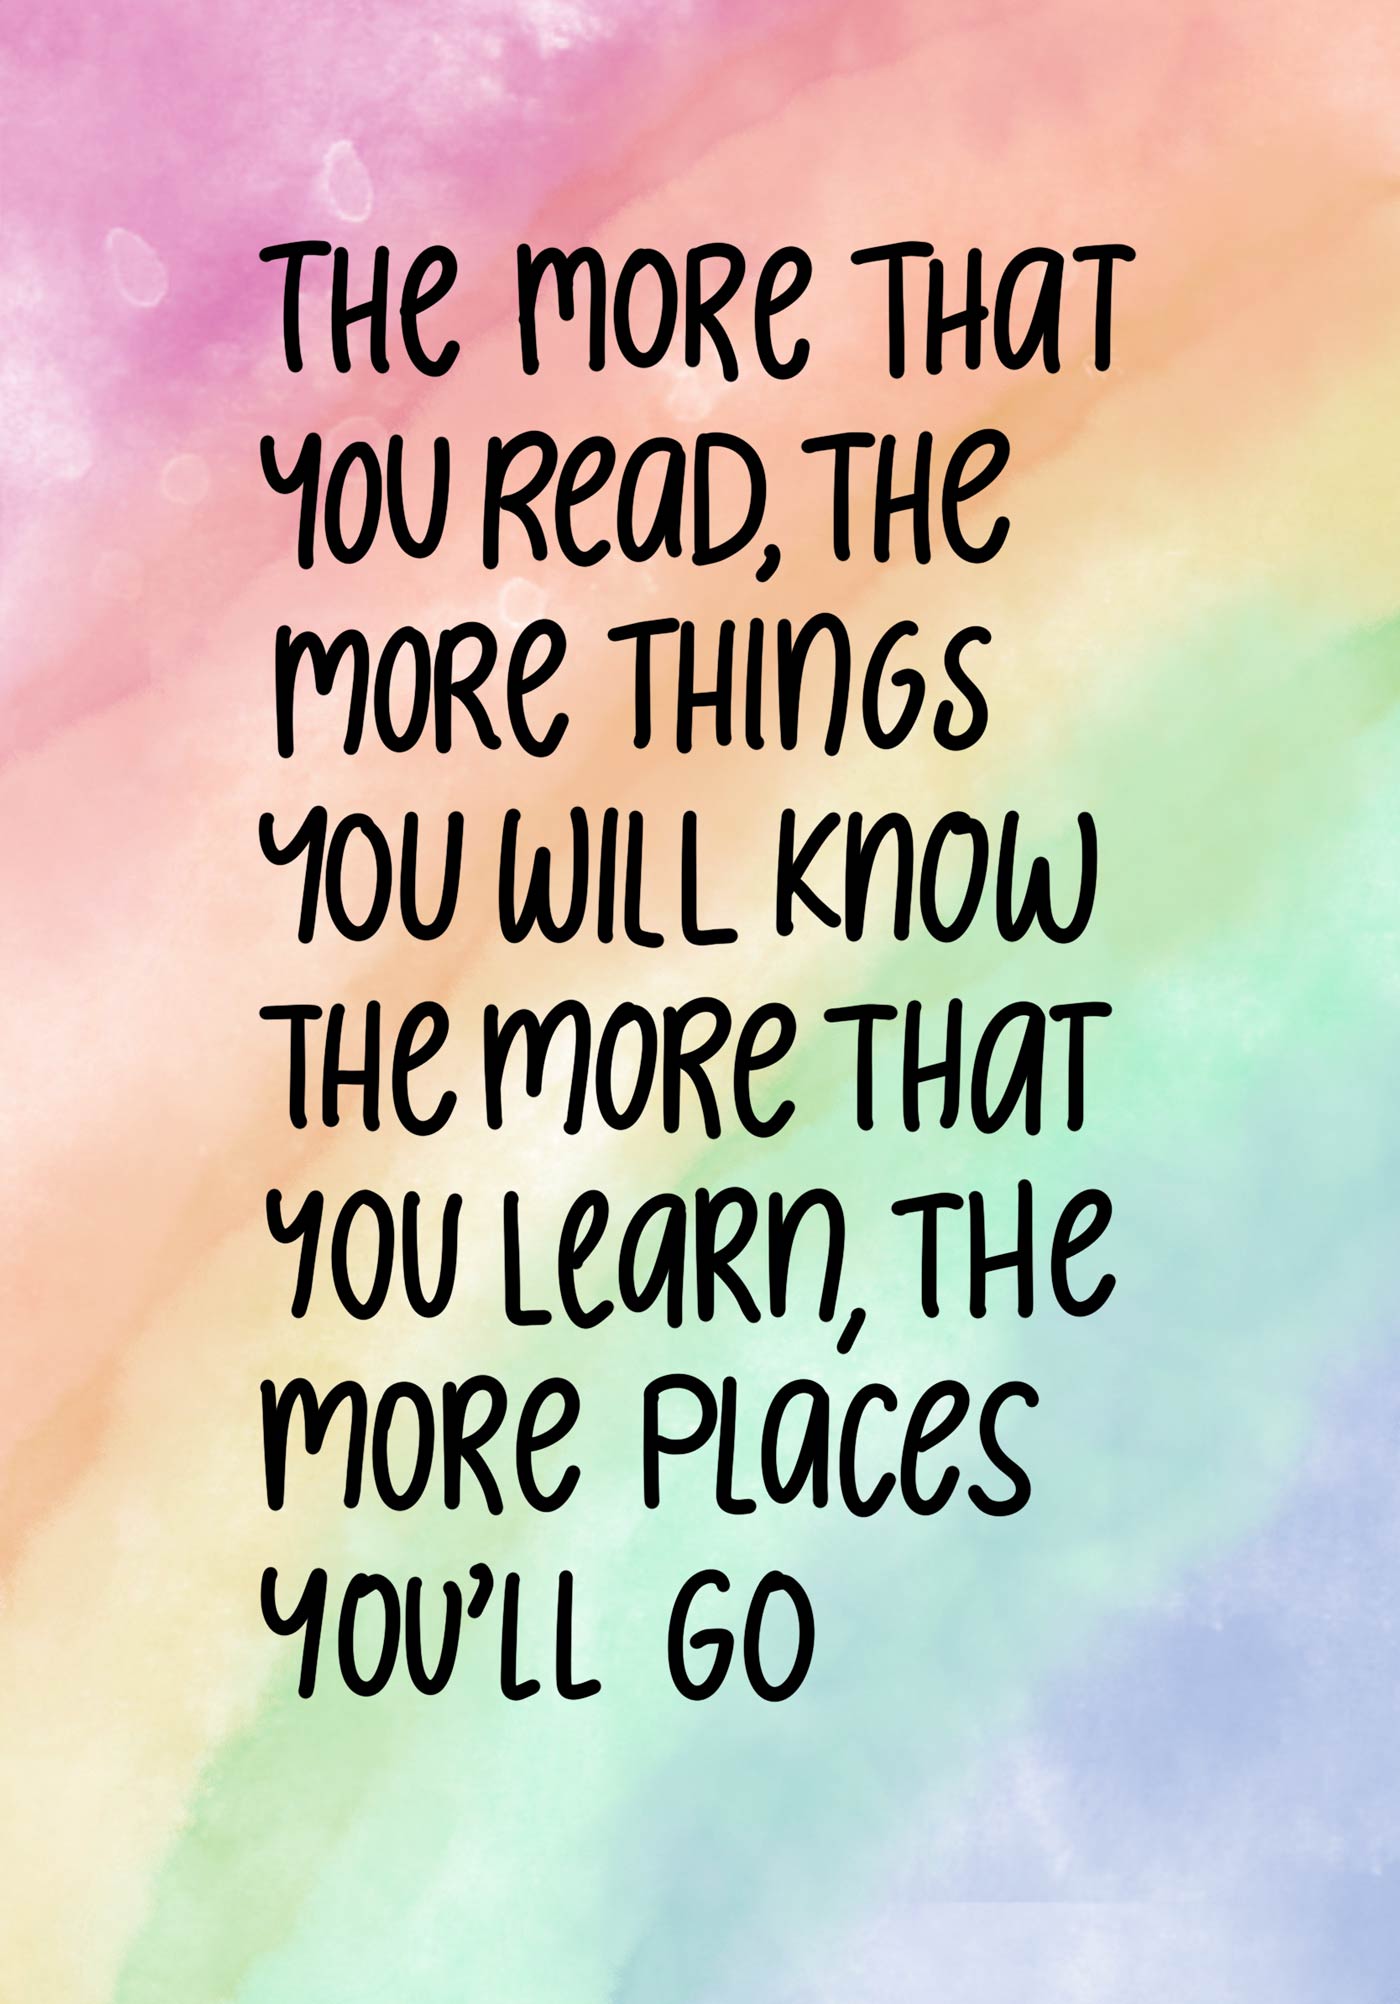 THE MORE THAT
YOU READ, THE
MORE THINGS
YOU WILL KNOW
THE MORE THAT
YOU LEARN, THE
MORE PLACES
YOU'LL GO